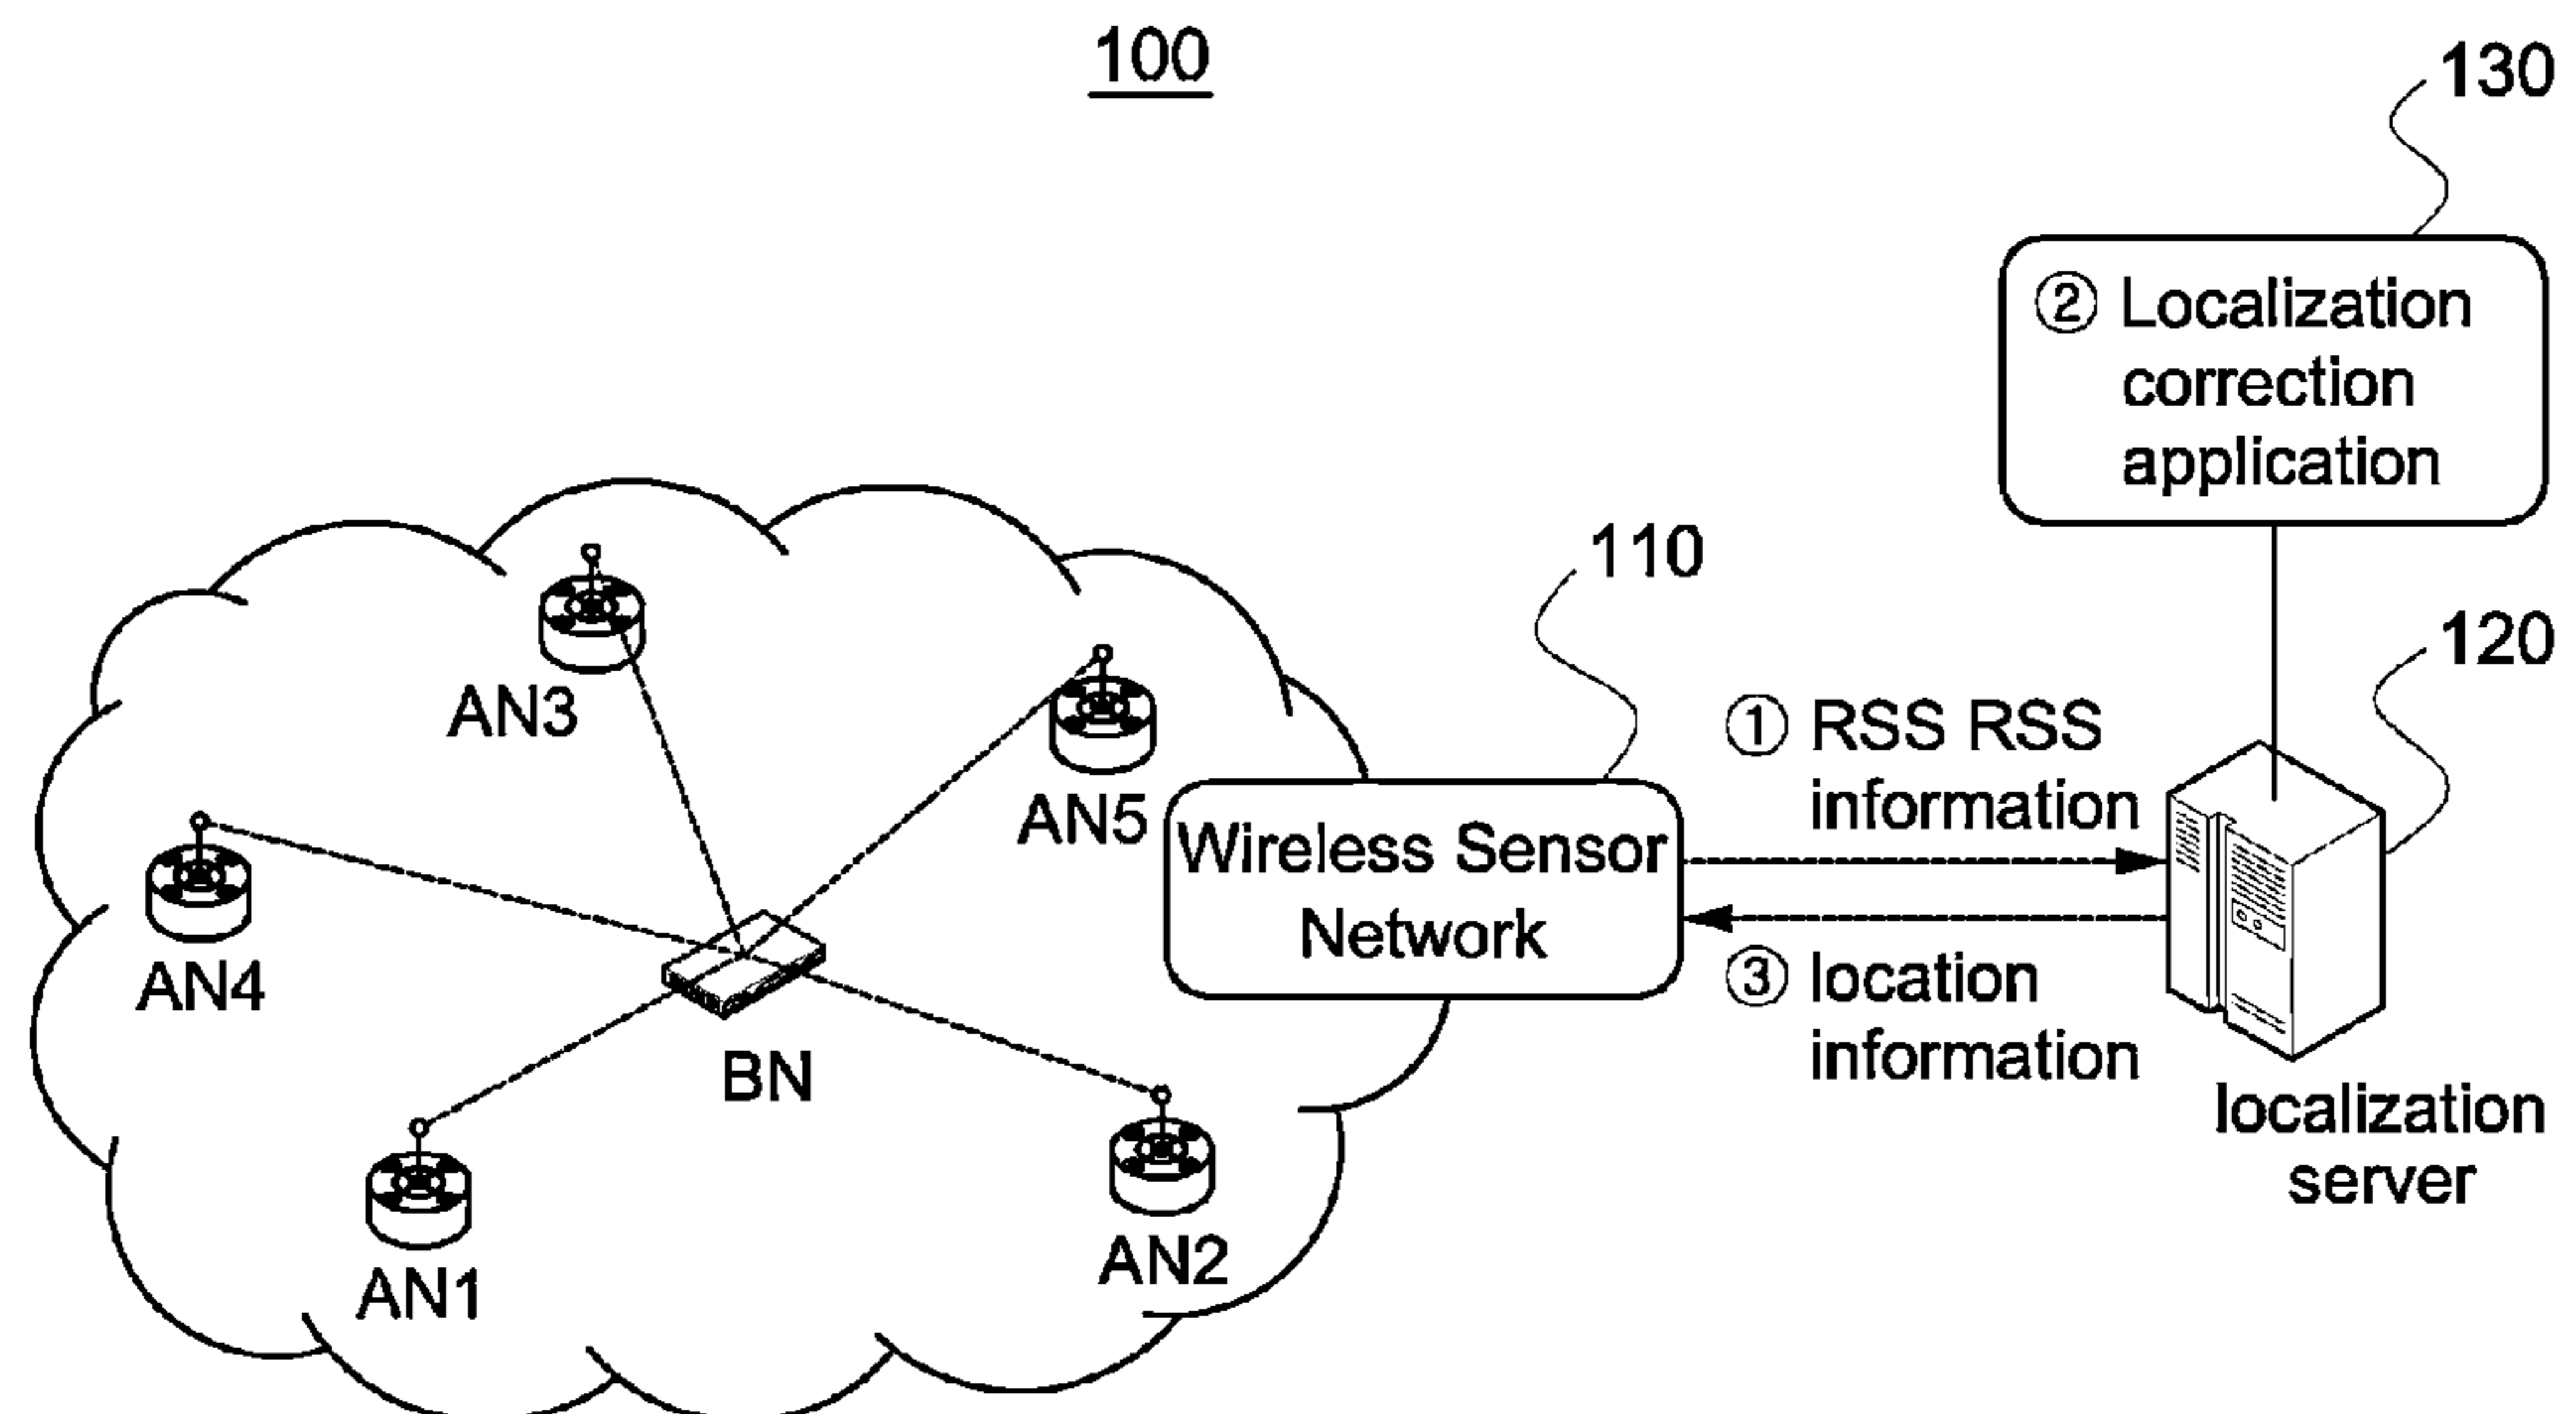 100
130
② Localization
correction
application
110
120
AN3
AN5
① RSS RSS
information
Wireless Sensor
Network
AN4
③ location
information
BN
localization
server
AN2
AN1